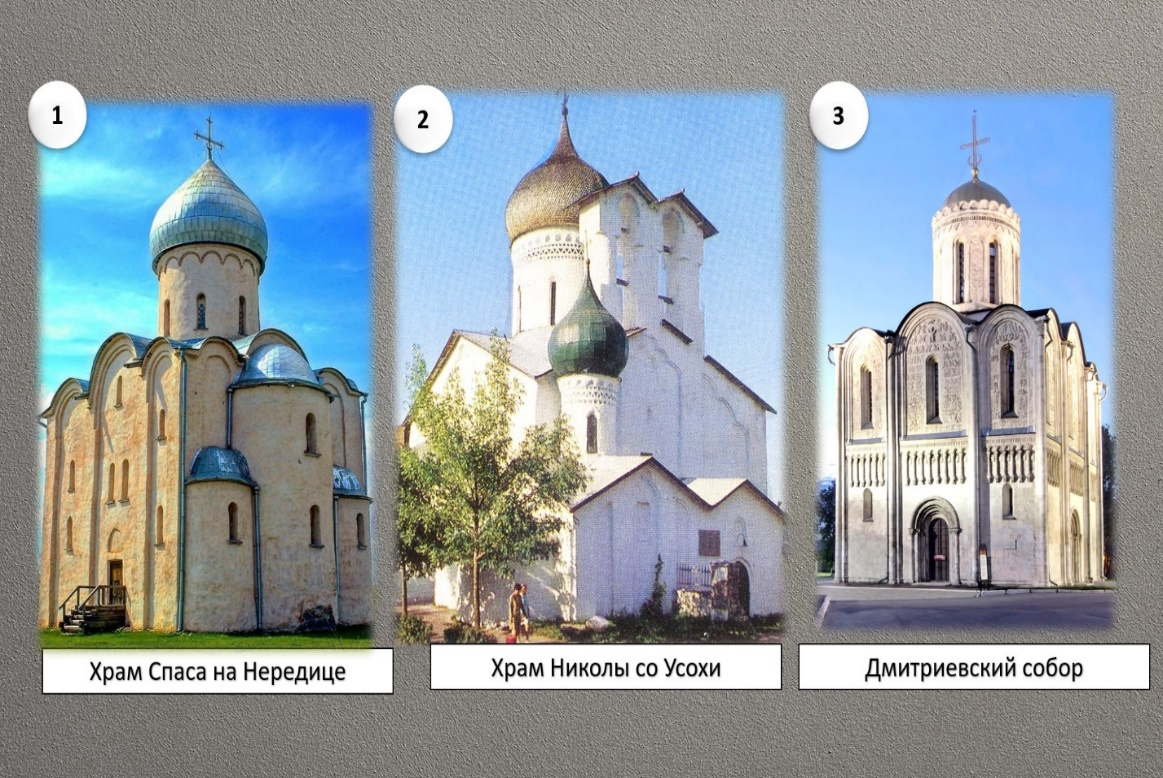 1
2
3
Храм Спаса на Нередице
Храм Николы со Усохи
Дмитриевский собор